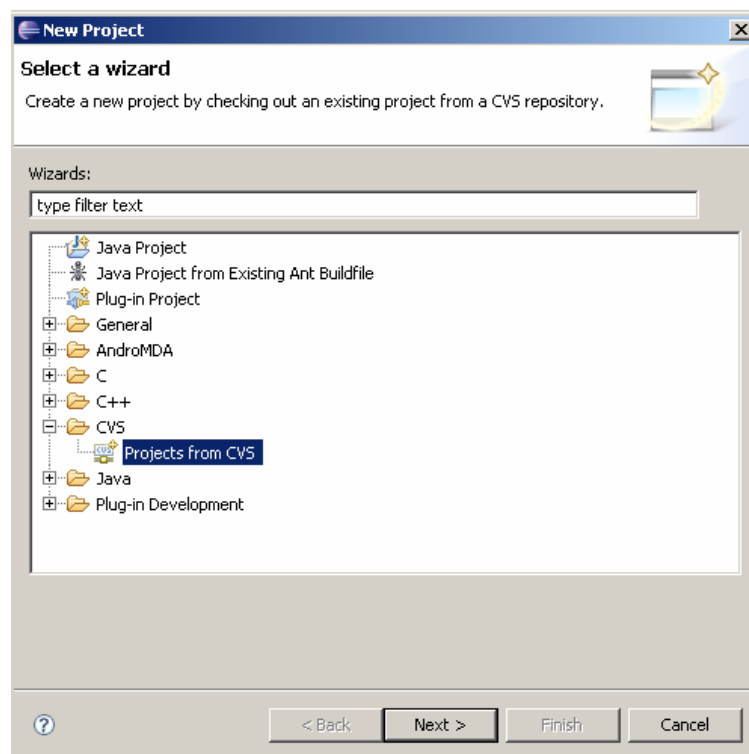 New Project
Select a wizard
Create a new project by checking out an existing project from a CVS repository.
Wizards:
type filter text
Java Project
Java Project from Existing Ant Buildfile
Plug-in Project
General
AndroMDA
C
C++
CVS
Projects from CVS
Java
Plug-in Development
< Back Next > Finish Cancel